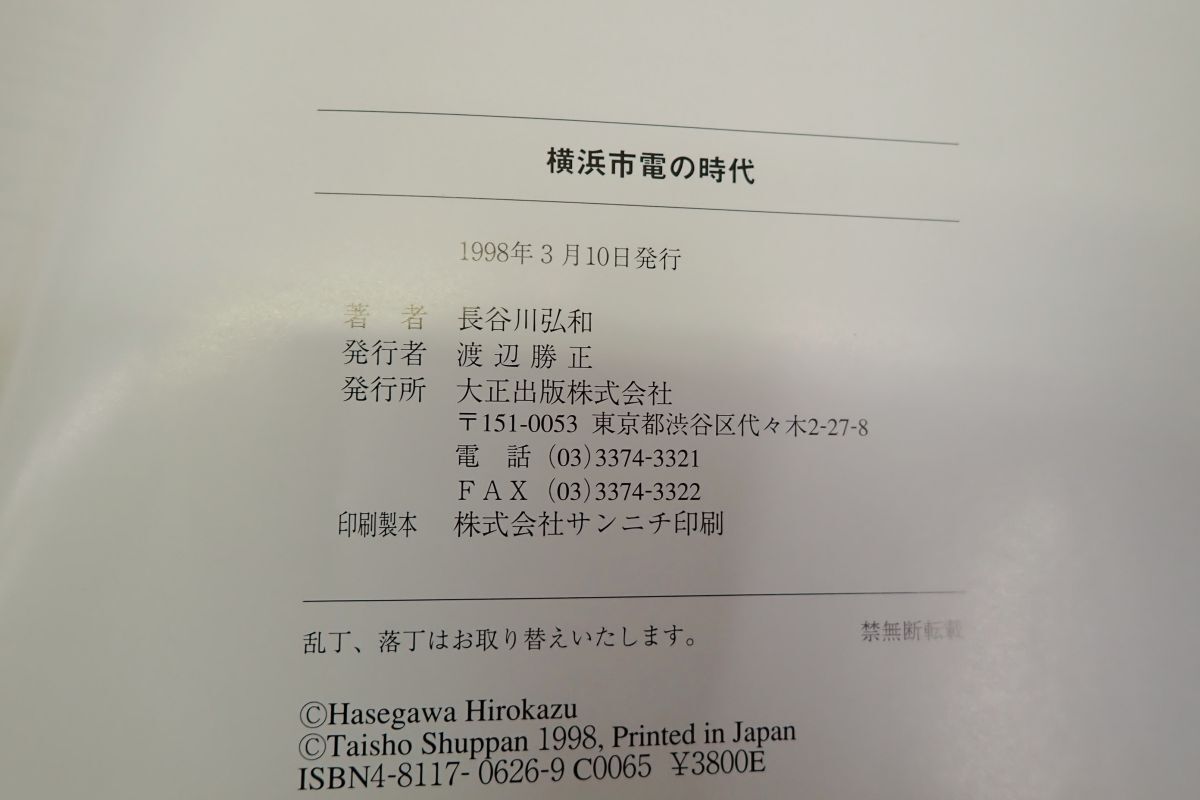 横浜市電の時代
1998年3月10日発行
著　者　長谷川弘和
発行者　渡辺勝正
発行所　大正出版株式会社
〒151-0053 東京都渋谷区代々木2-27-8
電　話 (03)3374-3321
ＦＡＸ (03)3374-3322
印刷製本　株式会社サンニチ印刷
乱丁、落丁はお取り替えいたします。　禁無断転載
©Hasegawa Hirokazu
©Taisho Shuppan 1998, Printed in Japan
ISBN4-8117- 0626-9 C0065 ¥3800E